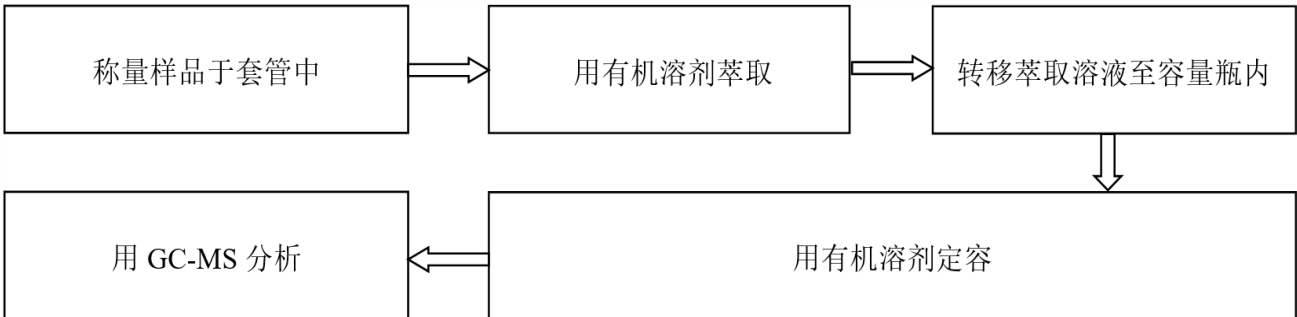 称量样品于套管中
用有机溶剂萃取
转移萃取溶液至容量瓶内
用有机溶剂定容
用 GC-MS 分析